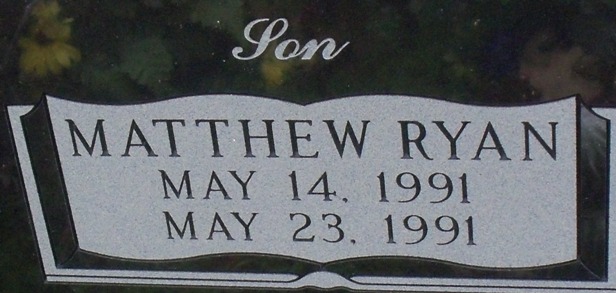 Son
MATTHEW RYAN
MAY 14, 1991
MAY 23, 1991